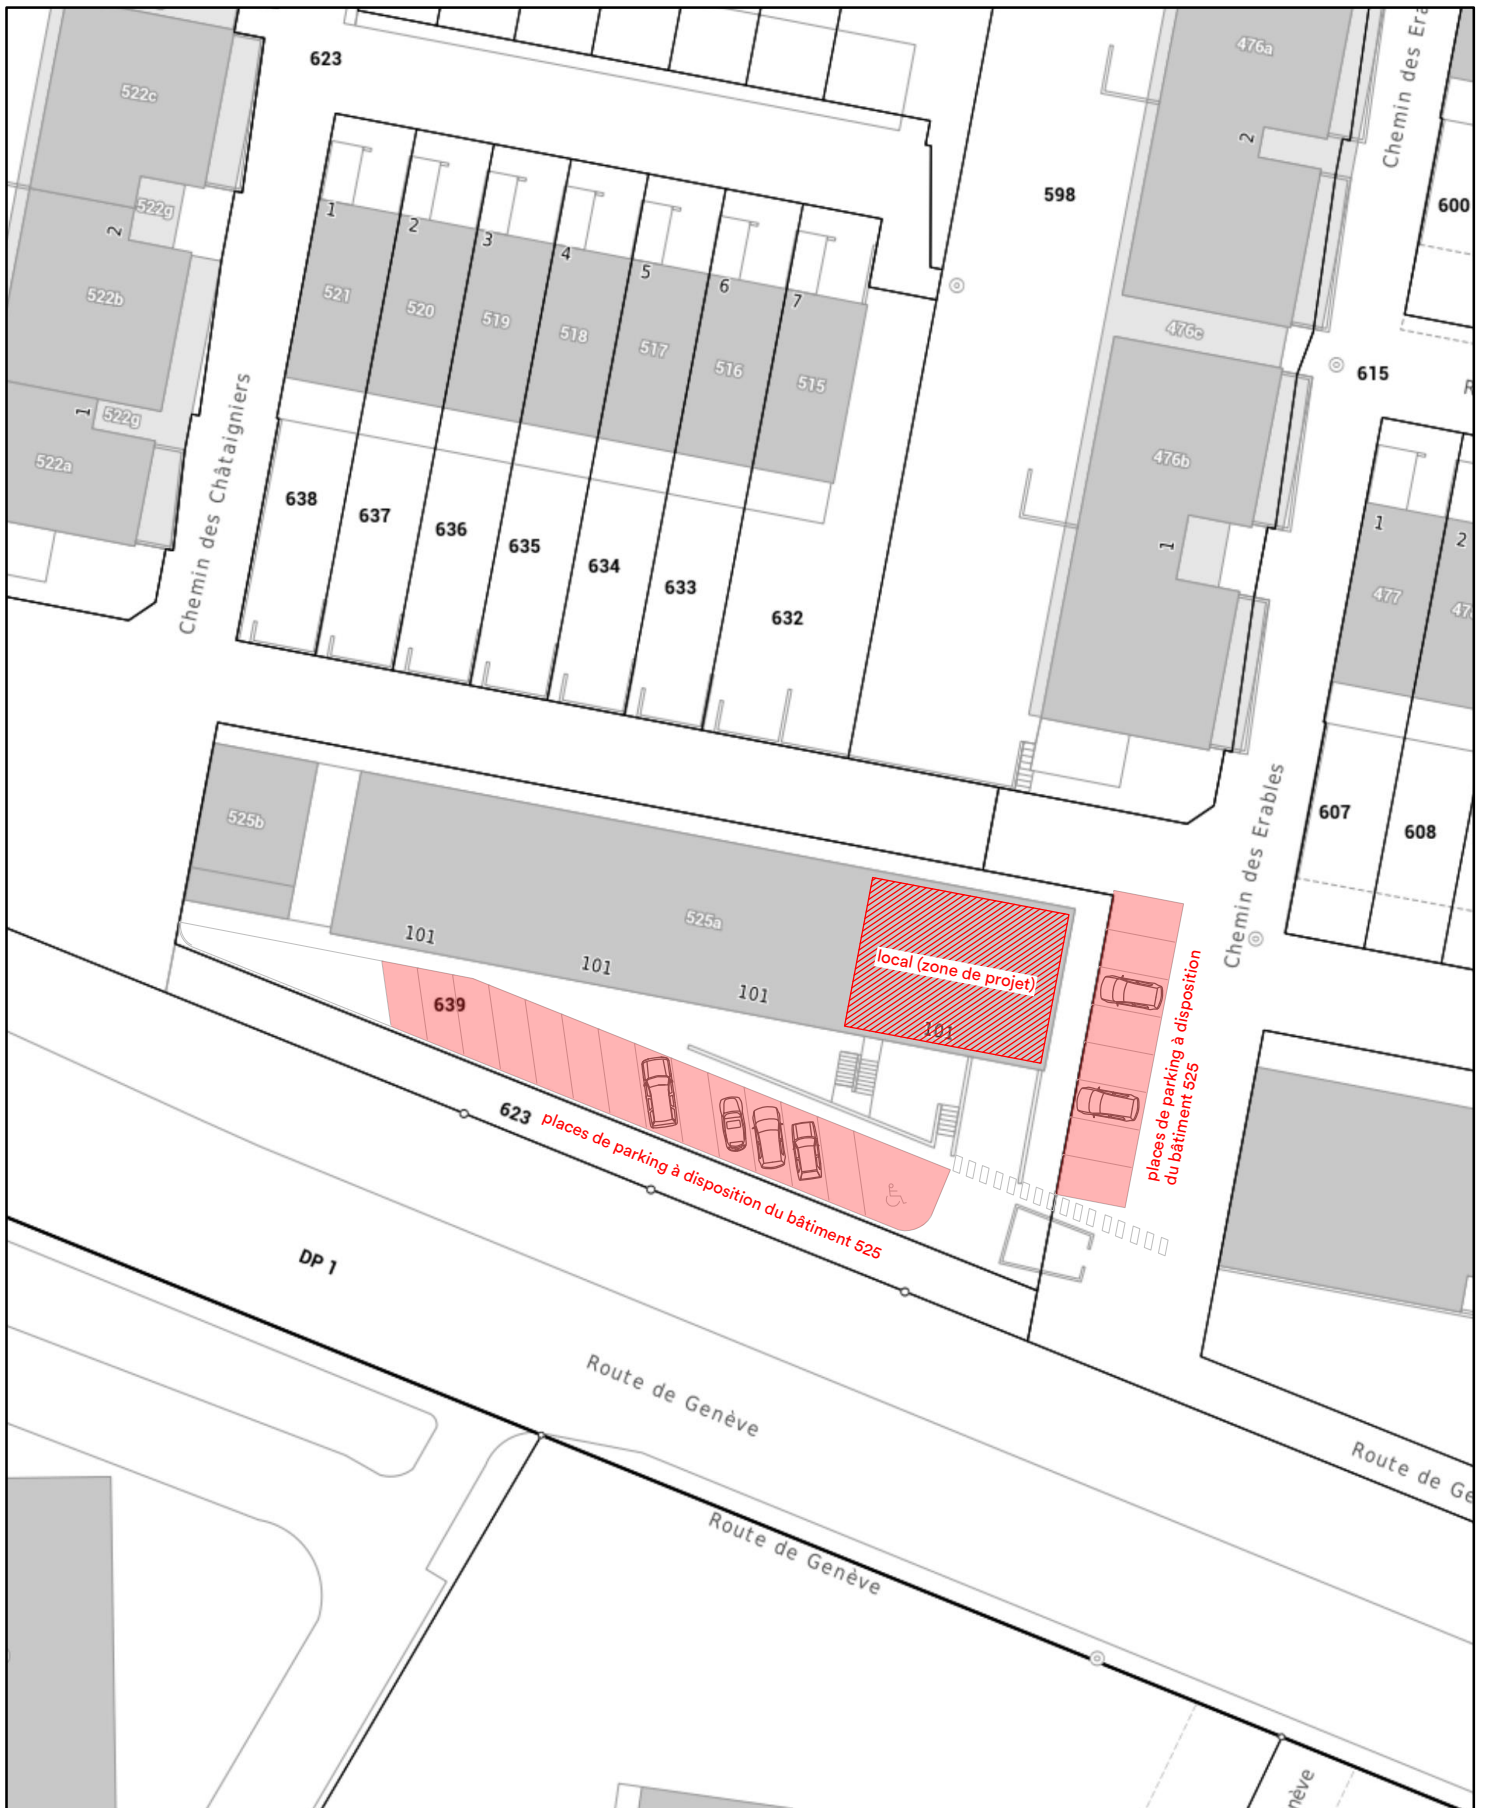 476a
Chemin des Era
623
522c
2
598
600
522g
1
2
2
3
4
5
6
7
522b
521
520
519
518
517
516
515
476c
615
R
1
522g
522a
Chemin des Châtaigniers
476b
638
637
636
635
634
633
632
1
1
2
477
47
525b
607
608
Chemin des Erables
525a
101
101
101
101
local (zone de projet)
639
places de parking à disposition
du bâtiment 525
623
places de parking à disposition du bâtiment 525
DP 1
Route de Genève
Route de Ge
Route de Genève
nève